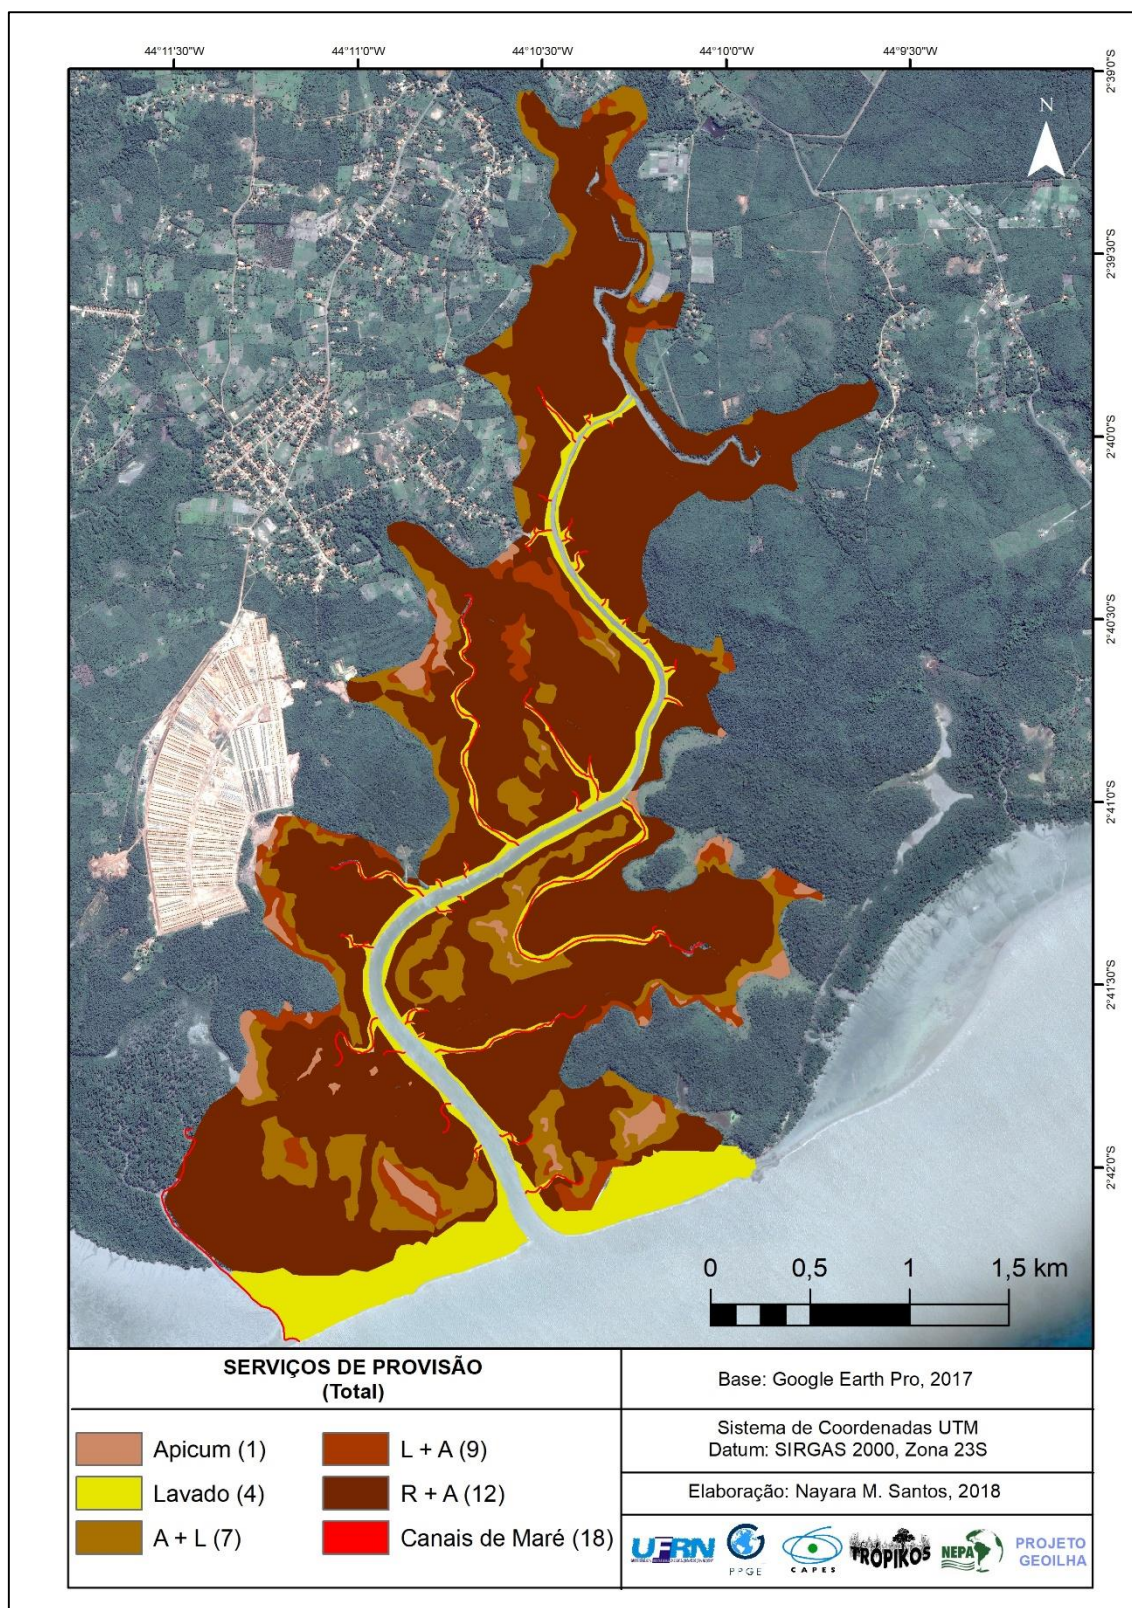 44°11'30"W
44°11'0"W
44°10'30"W
44°10'0"W
44°9'30"W
2°39'0"S
N
2°39'30"S
2°40'0"S
2°40'30"S
2°41'0"S
2°41'30"S
2°42'0"S
0 0,5 1 1,5 km
SERVIÇOS DE PROVISÃO
(Total)
Apicum (1)
Lavado (4)
A + L (7)
L + A (9)
R + A (12)
Canais de Maré (18)
Base: Google Earth Pro, 2017
Sistema de Coordenadas UTM
Datum: SIRGAS 2000, Zona 23S
Elaboração: Nayara M. Santos, 2018
UFRN
PPGE
CAPES
TRÓPIKOS
NEPA
PROJETO
GEOILHA